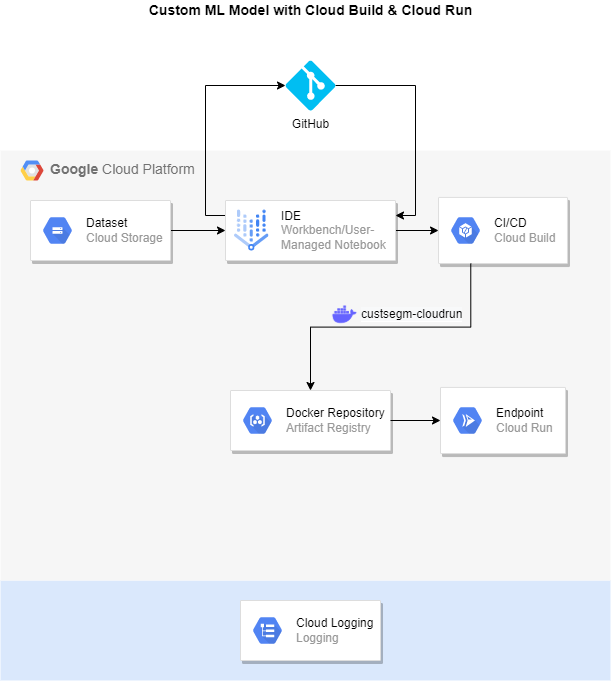 Custom ML Model with Cloud Build & Cloud Run
GitHub
Google Cloud Platform
Dataset
Cloud Storage
IDE
Workbench/User-
Managed Notebook
CI/CD
Cloud Build
custsegm-cloudrun
Docker Repository
Artifact Registry
Endpoint
Cloud Run
Cloud Logging
Logging